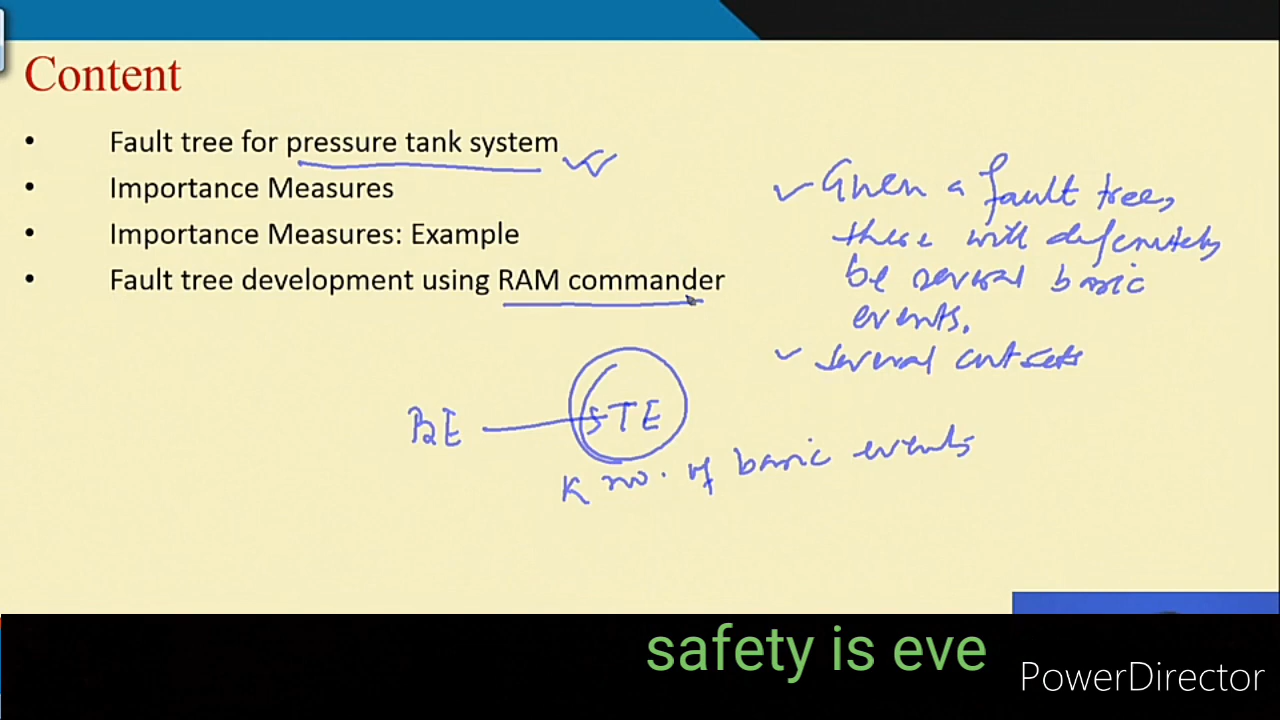 Content
• Fault tree for pressure tank system
• Importance Measures
• Importance Measures: Example
• Fault tree development using RAM commander
Given a fault tree,
there will definitely
be several basic
events.
several cutsets
BE
TE
K no. of basic events
safety is eve
PowerDirector